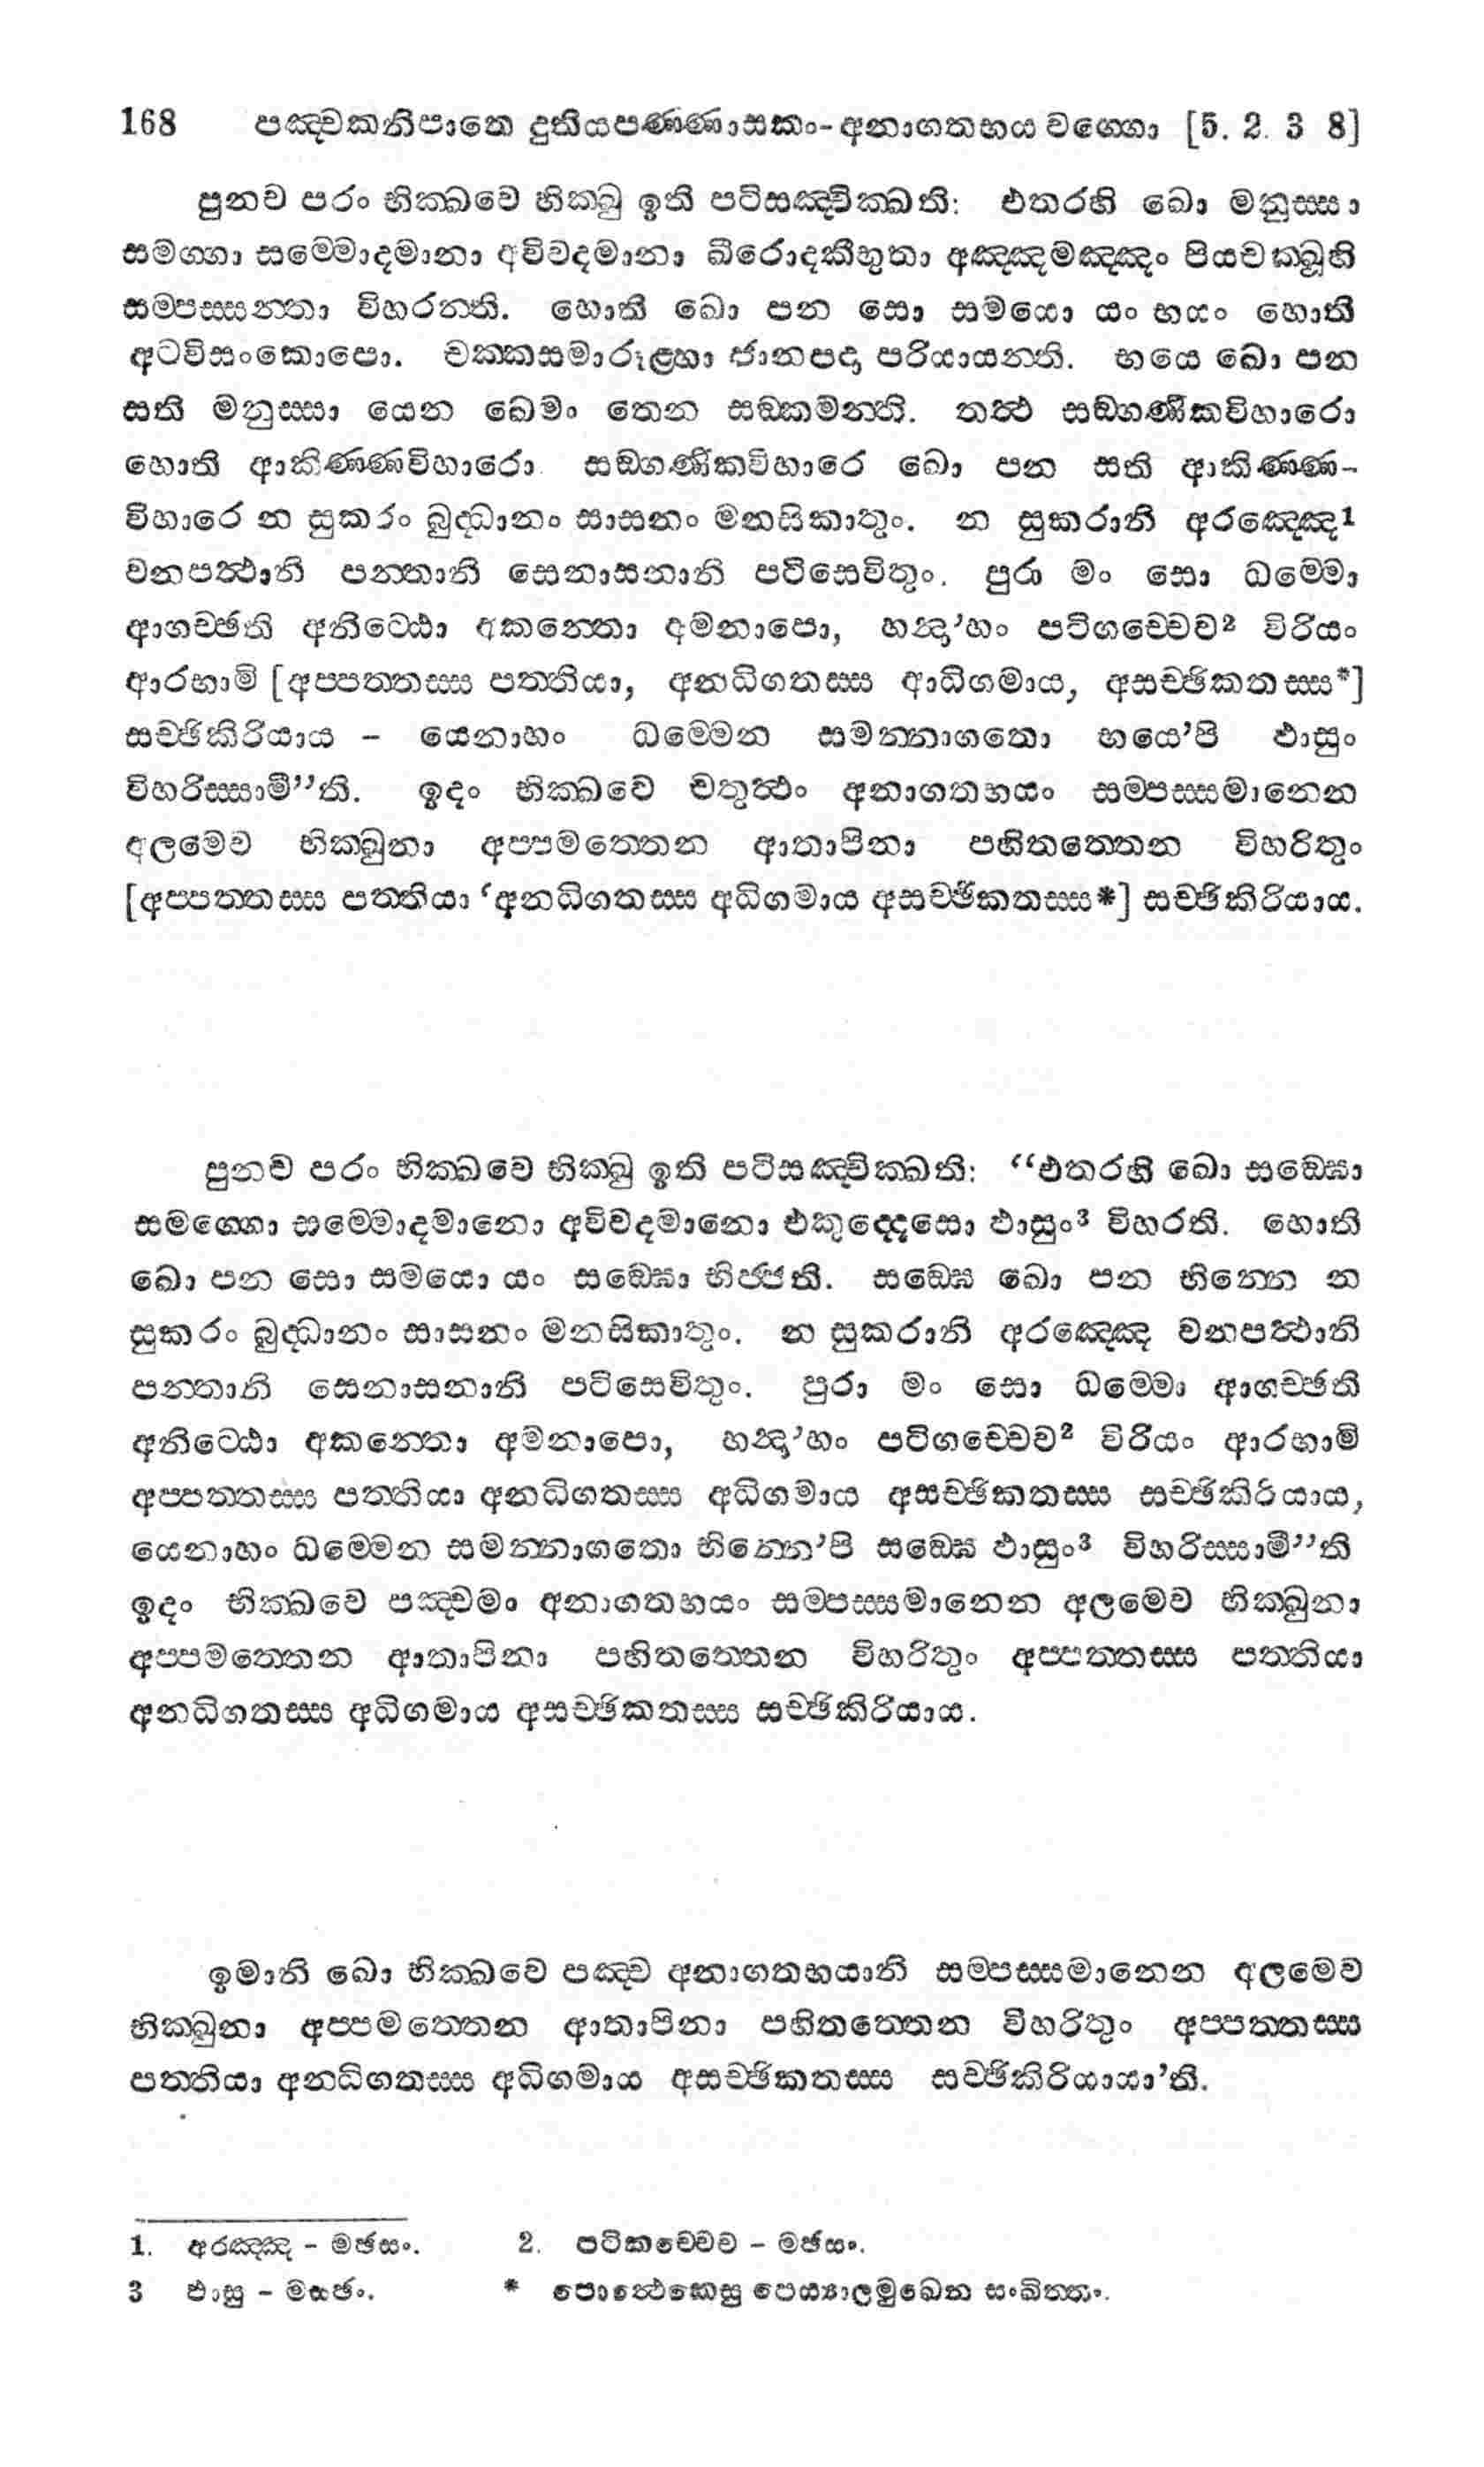 168 පඤ්චකනිපාතෙ දුතියපණ්ණාසකං-අනාගතභය වග්ගො [5. 2. 3 8]
පුනච පරං භික්ඛවෙ භික්ඛු ඉති පටිසඤ්චික්ඛති: එතරහි ඛො මනුස්සා
සමග්ගා සම්මොදමානා අවිවදමානා ඛීරොදකීභුතා අඤ්ඤමඤ්ඤං පියචක්ඛූහි
සම්පස්සන්තා විහරන්ති. හොති ඛො පන සො සමයො යං භයං හොති
අටවිසංකොපො. චක්කසමාරූළ්හා ජානපදා පරියායන්ති. භයෙ ඛො පන
සති මනුස්සා යෙන ඛෙමං තෙන සඞ්කමන්ති. තත්ථ සඞ්ගණිකවිහාරො
හොති ආකිණ්ණවිහාරො. සඞ්ගණිකවිහාරෙ ඛො පන සති ආකිණ්ණ-
විහාරෙ න සුකරං බුද්ධානං සාසනං මනසිකාතුං. න සුකරානි අරඤ්ඤෙ1
වනපත්ථානි පන්තානි සෙනාසනානි පටිසෙවිතුං. පුරා මං සො ධම්මො
ආගච්ඡති අනිට්ඨො අකන්තො අමනාපො, හන්දා’හං පටිගච්චෙව2 විරියං
ආරභාමි [අප්පත්තස්ස පත්තියා, අනධිගතස්ස ආධිගමාය, අසච්ඡිකතස්ස*]
සච්ඡිකිරියාය - යෙනාහං ධම්මෙන සමන්නාගතො භයෙ’පි ඵාසුං
විහරිස්සාමී”ති. ඉදං භික්ඛවෙ චතුත්ථං අනාගතභයං සම්පස්සමානෙන
අලමෙව භික්ඛුනා අප්පමත්තෙන ආතාපිනා පහිතත්තෙන විහරිතුං
[අප්පත්තස්ස පත්තියා ‘අනධිගතස්ස අධිගමාය අසච්ඡිකතස්ස*] සච්ඡිකිරියාය.
පුනච පරං භික්ඛවෙ භික්ඛු ඉති පටිසඤ්චික්ඛති: “එතරහි ඛො සඞ්ඝො
සමග්ගො සම්මොදමානො අවිවදමානො එකුද්දෙසො ඵාසුං3 විහරති. හොති
ඛො පන සො සමයො යං සඞ්ඝො භිජ්ජති. සඞ්ඝෙ ඛො පන භින්නෙ න
සුකරං බුද්ධානං සාසනං මනසිකාතුං. න සුකරානි අරඤ්ඤෙ වනපත්ථානි
පන්තානි සෙනාසනානි පටිසෙවිතුං. පුරා මං සො ධම්මො ආගච්ඡති
අනිට්ඨො අකන්තො අමනාපො, හන්දා’හං පටිගච්චෙව2 විරියං ආරභාමි
අප්පත්තස්ස පත්තියා අනධිගතස්ස අධිගමාය අසච්ඡිකතස්ස සච්ඡිකිරියාය,
යෙනාහං ධම්මෙන සමන්නාගතො භින්නෙ’පි සඞ්ඝෙ ඵාසුං3 විහරිස්සාමී”ති
ඉදං භික්ඛවෙ පඤ්චමං අනාගතභයං සම්පස්සමානෙන අලමෙව භික්ඛුනා
අප්පමත්තෙන ආතාපිනා පහිතත්තෙන විහරිතුං අප්පත්තස්ස පත්තියා
අනධිගතස්ස අධිගමාය අසච්ඡිකතස්ස සච්ඡිකිරියාය.
ඉමානි ඛො භික්ඛවෙ පඤ්ච අනාගතභයානි සම්පස්සමානෙන අලමෙව
භික්ඛුනා අප්පමත්තෙන ආතාපිනා පහිතත්තෙන විහරිතුං අප්පත්තස්ස
පත්තියා අනධිගතස්ස අධිගමාය අසච්ඡිකතස්ස සච්ඡිකිරියායා’ති.
1. අරඤ්ඤ - මඡසං. 2. පටිකච්චෙව - මඡසං.
3 ඵාසු - මසඡං. * පොත්ථෙකෙසු පෙය්‍යාලමුඛෙන සංඛිත්තං.